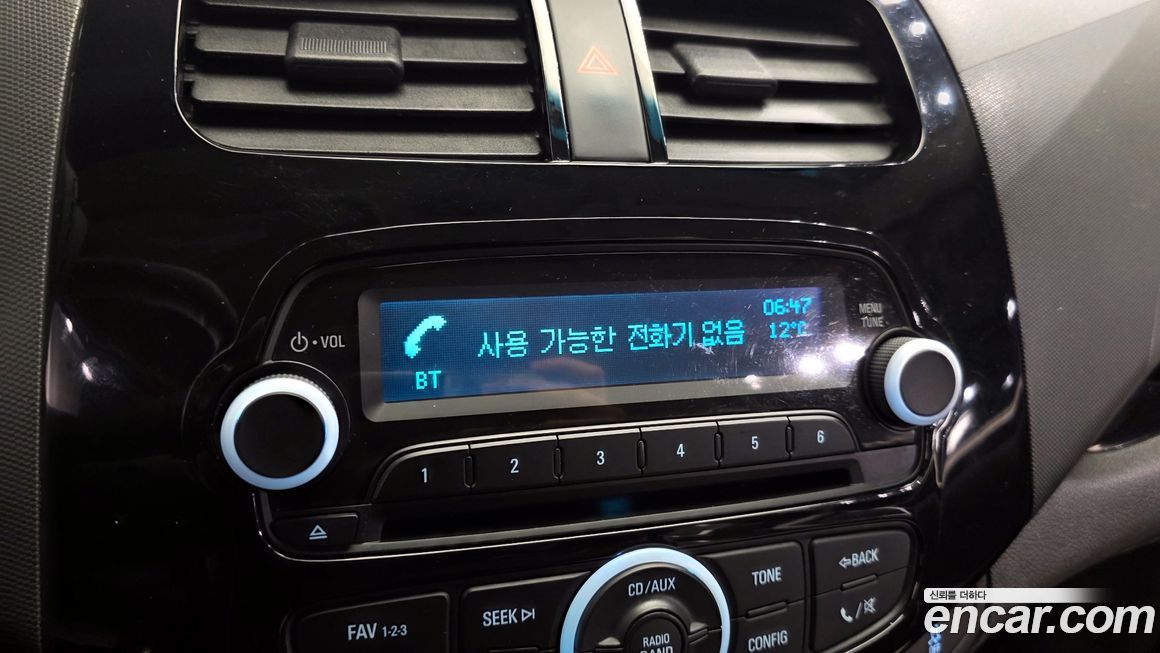 06:47
사용 가능한 전화기 없음
12°C
BT
VOL
MENU
TUNE
1 2 3 4 5 6
CD/AUX
TONE
BACK
SEEK
FAV 1-2-3
RADIO
BAND
CONFIG
신뢰를 더하다
encar.com